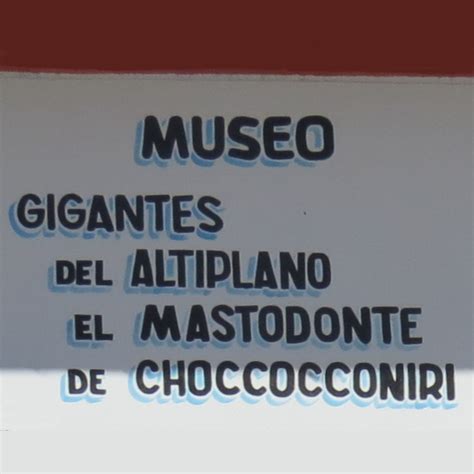 MUSEO
GIGANTES
DEL ALTIPLANO
EL MASTODONTE
DE CHOCCOCCONIRI